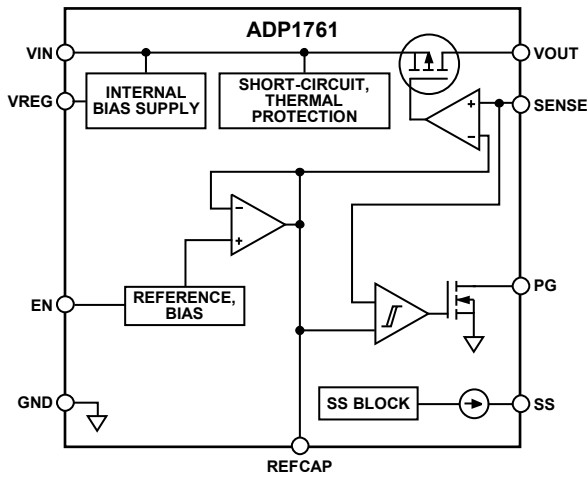 ADP1761
VIN
VOUT
VREG
INTERNAL
BIAS SUPPLY
SHORT-CIRCUIT,
THERMAL
PROTECTION
+
−
SENSE
−
+
EN
REFERENCE,
BIAS
PG
GND
SS BLOCK
SS
REFCAP